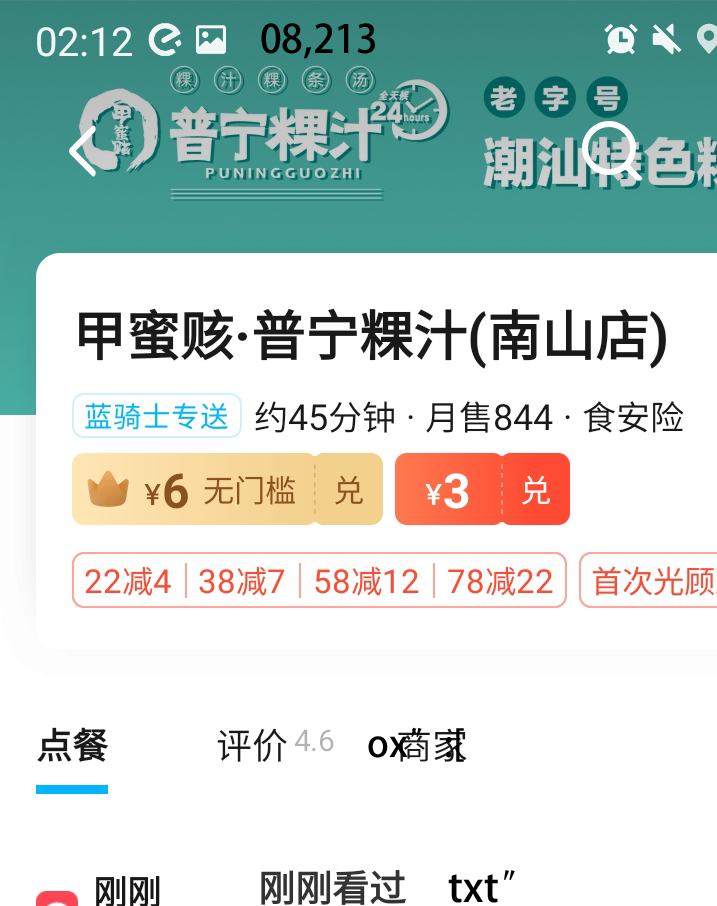 02:12 08,213
粿汁粿条汤
甲蜜赅 普宁粿汁 全天候 24hours
PUNINGGUOZHI
老字号
潮汕特色粿
甲蜜赅·普宁粿汁(南山店)
蓝骑士专送 约45分钟 · 月售844 · 食安险
¥6 无门槛 兑 ¥3 兑
22减4 38减7 58减12 78减22 首次光顾
点餐 评价 4.6 ox" 商家 [
刚刚 刚刚看过 txt"